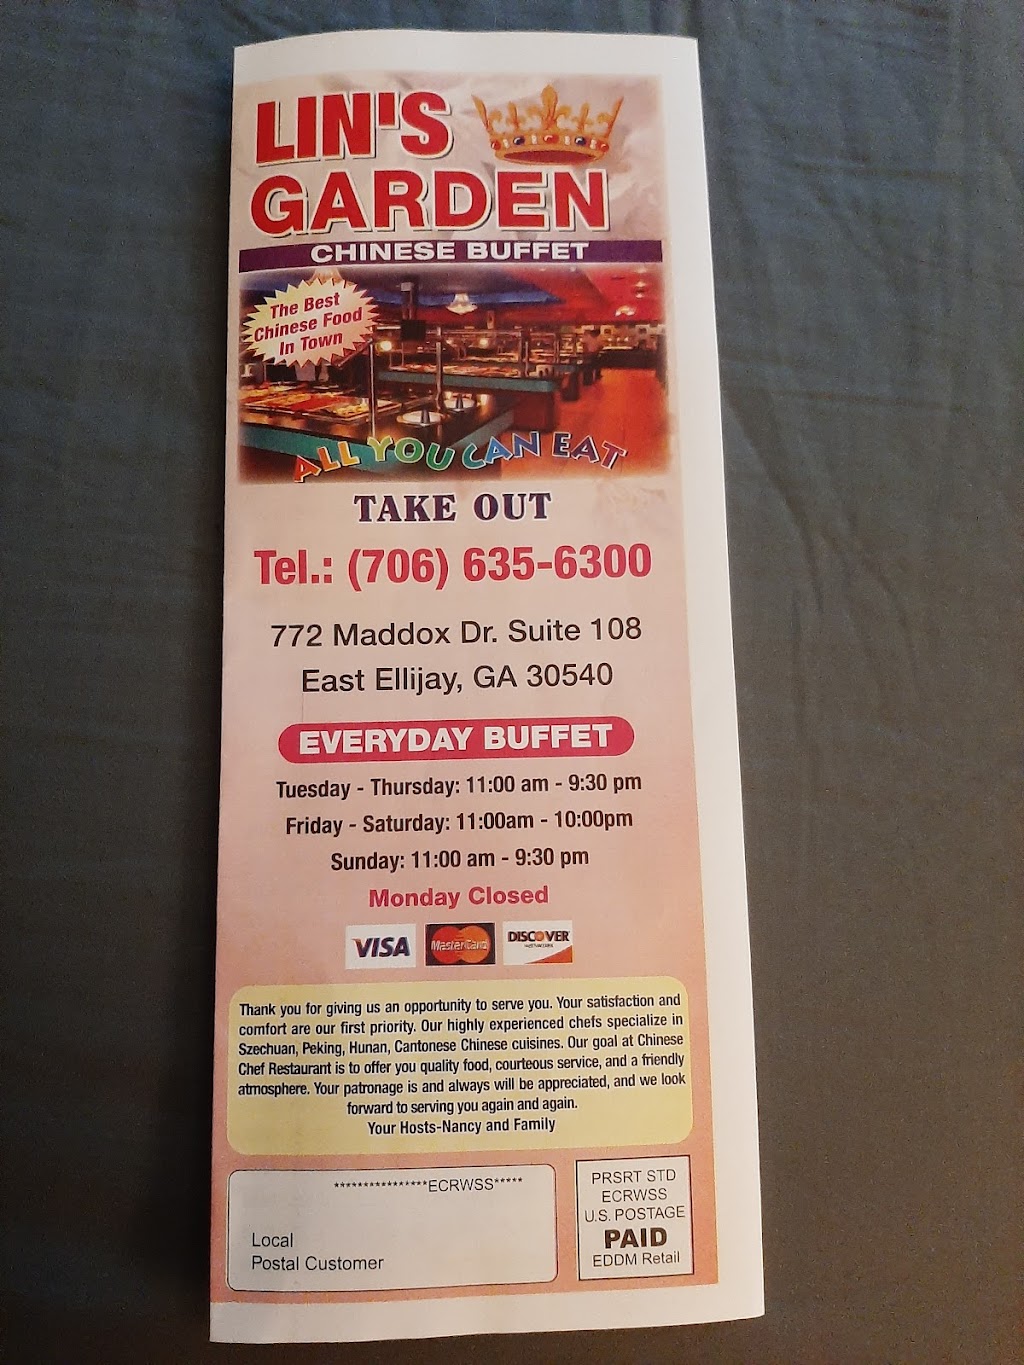 LIN'S
GARDEN
CHINESE BUFFET
The Best
Chinese Food
In Town
ALL YOU CAN EAT
TAKE OUT
Tel.: (706) 635-6300
772 Maddox Dr. Suite 108
East Ellijay, GA 30540
EVERYDAY BUFFET
Tuesday - Thursday: 11:00 am - 9:30 pm
Friday - Saturday: 11:00am - 10:00pm
Sunday: 11:00 am - 9:30 pm
Monday Closed
VISA MasterCard DISCOVER
NETWORK
Thank you for giving us an opportunity to serve you. Your satisfaction and
comfort are our first priority. Our highly experienced chefs specialize in
Szechuan, Peking, Hunan, Cantonese Chinese cuisines. Our goal at Chinese
Chef Restaurant is to offer you quality food, courteous service, and a friendly
atmosphere. Your patronage is and always will be appreciated, and we look
forward to serving you again and again.
Your Hosts-Nancy and Family
****************ECRWSS*****
Local
Postal Customer
PRSRT STD
ECRWSS
U.S. POSTAGE
PAID
EDDM Retail